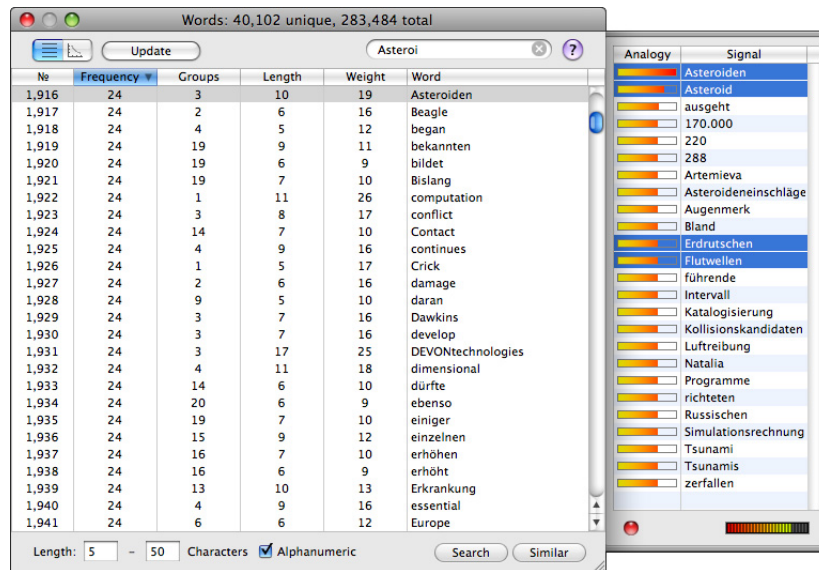 Words: 40,102 unique, 283,484 total
Update
Asteroi
?
№ Frequency Groups Length Weight Word
1,916 24 3 10 19 Asteroiden
1,917 24 2 6 16 Beagle
1,918 24 4 5 12 began
1,919 24 19 9 11 bekannten
1,920 24 19 6 9 bildet
1,921 24 19 7 10 Bislang
1,922 24 1 11 26 computation
1,923 24 3 8 17 conflict
1,924 24 14 7 10 Contact
1,925 24 4 9 16 continues
1,926 24 1 5 17 Crick
1,927 24 2 6 16 damage
1,928 24 9 5 10 daran
1,929 24 3 7 16 Dawkins
1,930 24 3 7 16 develop
1,931 24 3 17 25 DEVONtechnologies
1,932 24 4 11 18 dimensional
1,933 24 14 6 10 dürfte
1,934 24 20 6 9 ebenso
1,935 24 19 7 10 einiger
1,936 24 15 9 12 einzelnen
1,937 24 16 7 10 erhöhen
1,938 24 16 6 9 erhöht
1,939 24 13 10 13 Erkrankung
1,940 24 4 9 16 essential
1,941 24 6 6 12 Europe
Length: 5 - 50 Characters Alphanumeric Search Similar
Analogy Signal
Asteroiden
Asteroid
ausgeht
170.000
220
288
Artemieva
Asteroideneinschläge
Augenmerk
Bland
Erdrutschen
Flutwellen
führende
Intervall
Katalogisierung
Kollisionskandidaten
Luftreibung
Natalia
Programme
richteten
Russischen
Simulationsrechnung
Tsunami
Tsunamis
zerfallen